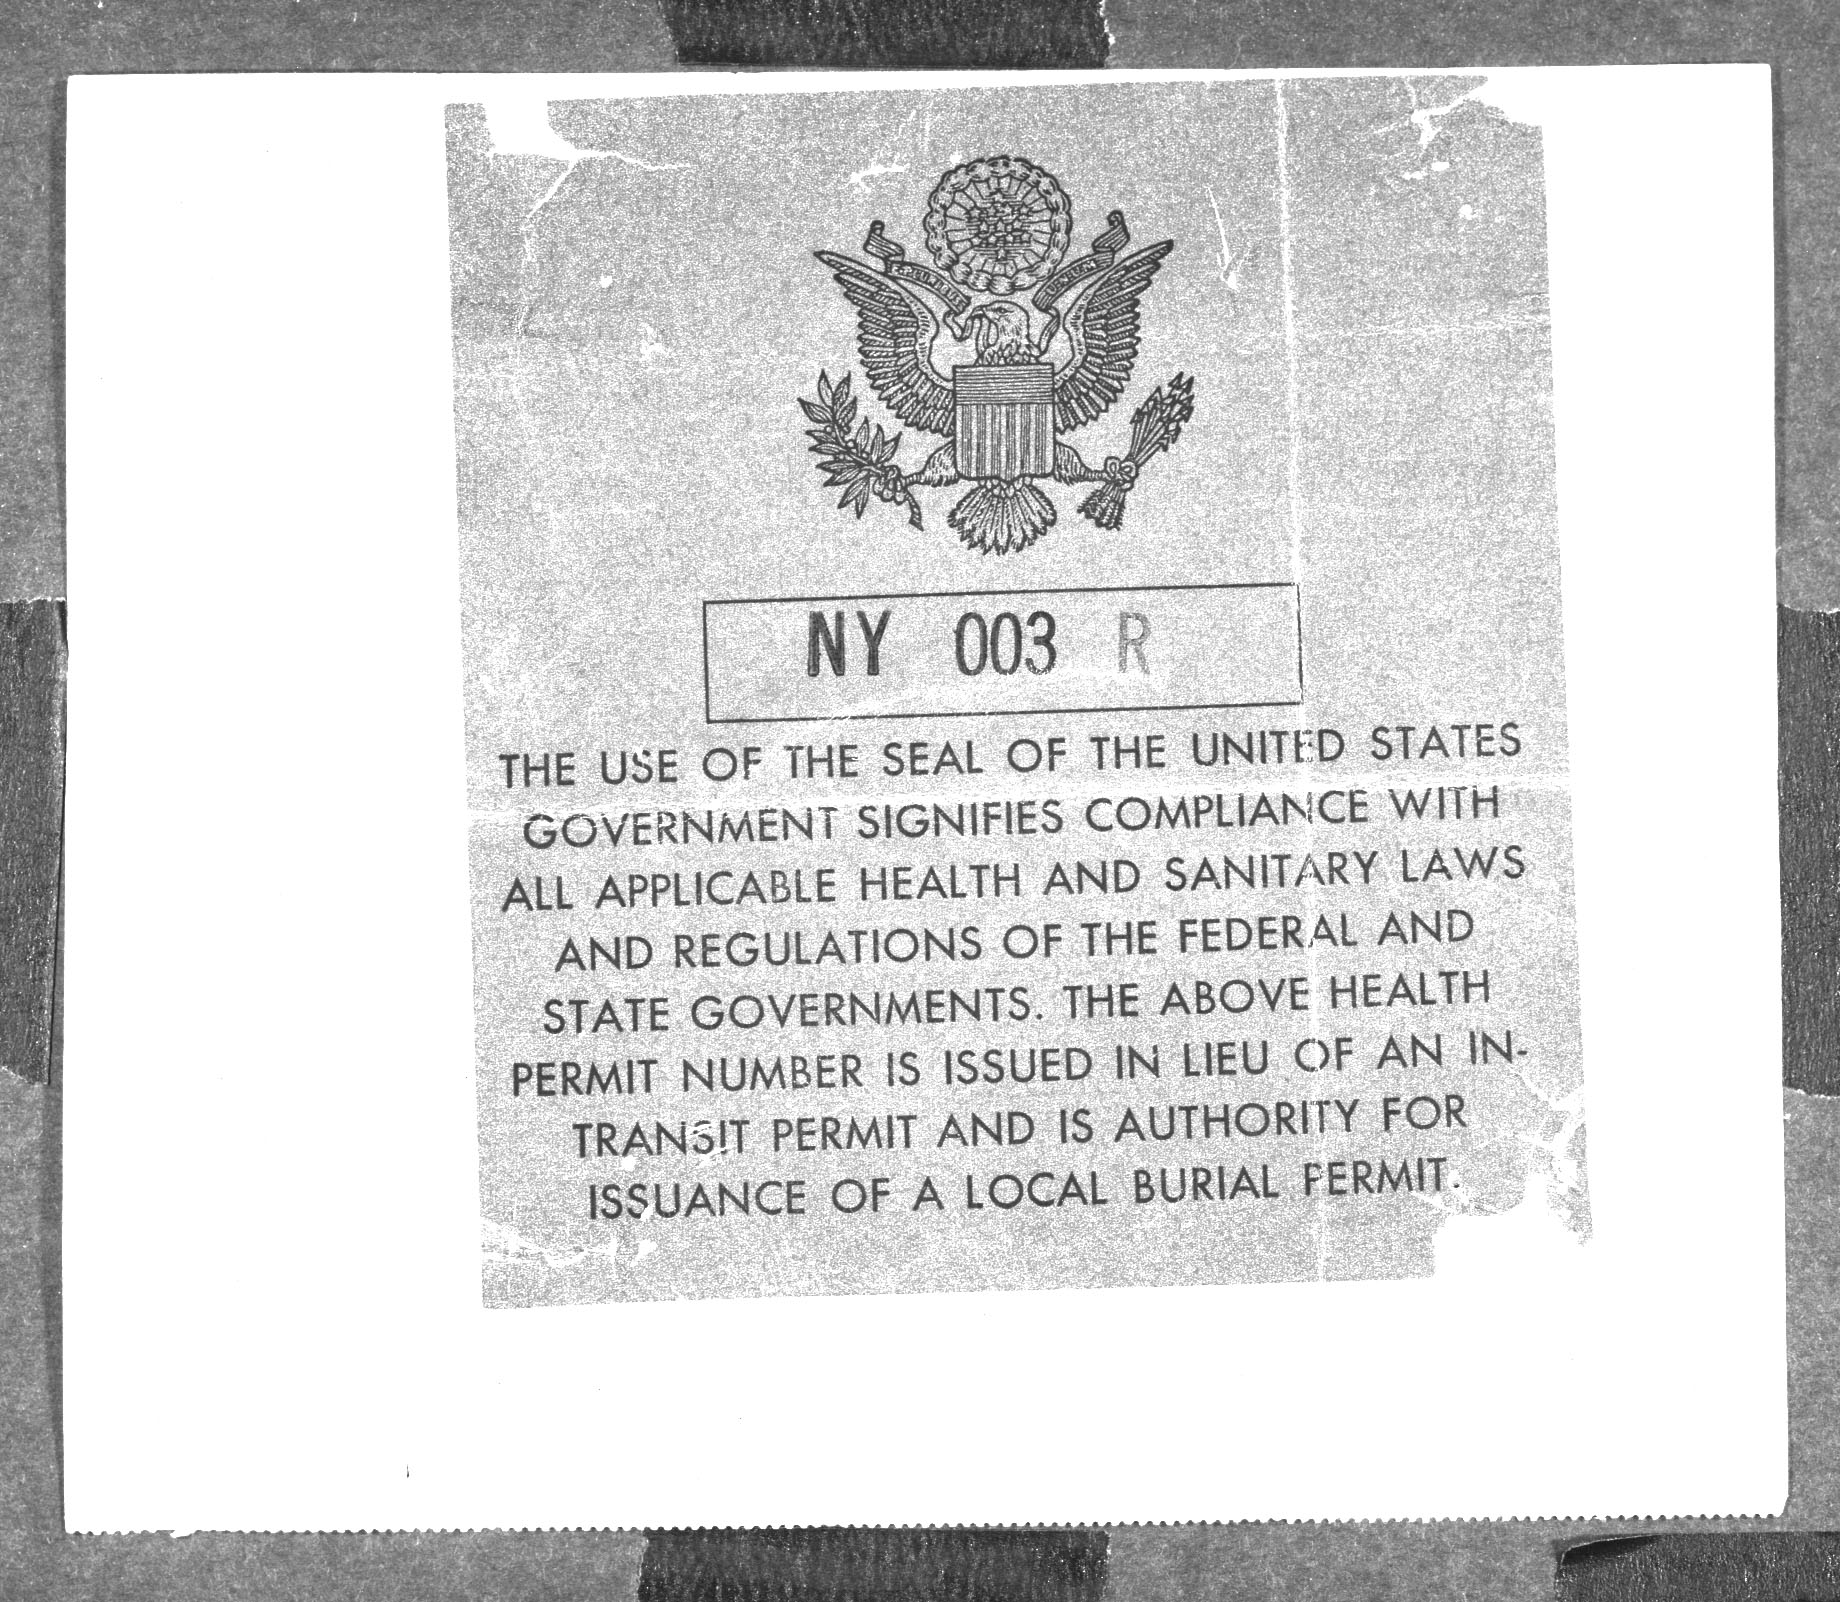 NY 003 R
THE USE OF THE SEAL OF THE UNITED STATES
GOVERNMENT SIGNIFIES COMPLIANCE WITH
ALL APPLICABLE HEALTH AND SANITARY LAWS
AND REGULATIONS OF THE FEDERAL AND
STATE GOVERNMENTS. THE ABOVE HEALTH
PERMIT NUMBER IS ISSUED IN LIEU OF AN IN-
TRANSIT PERMIT AND IS AUTHORITY FOR
ISSUANCE OF A LOCAL BURIAL PERMIT.